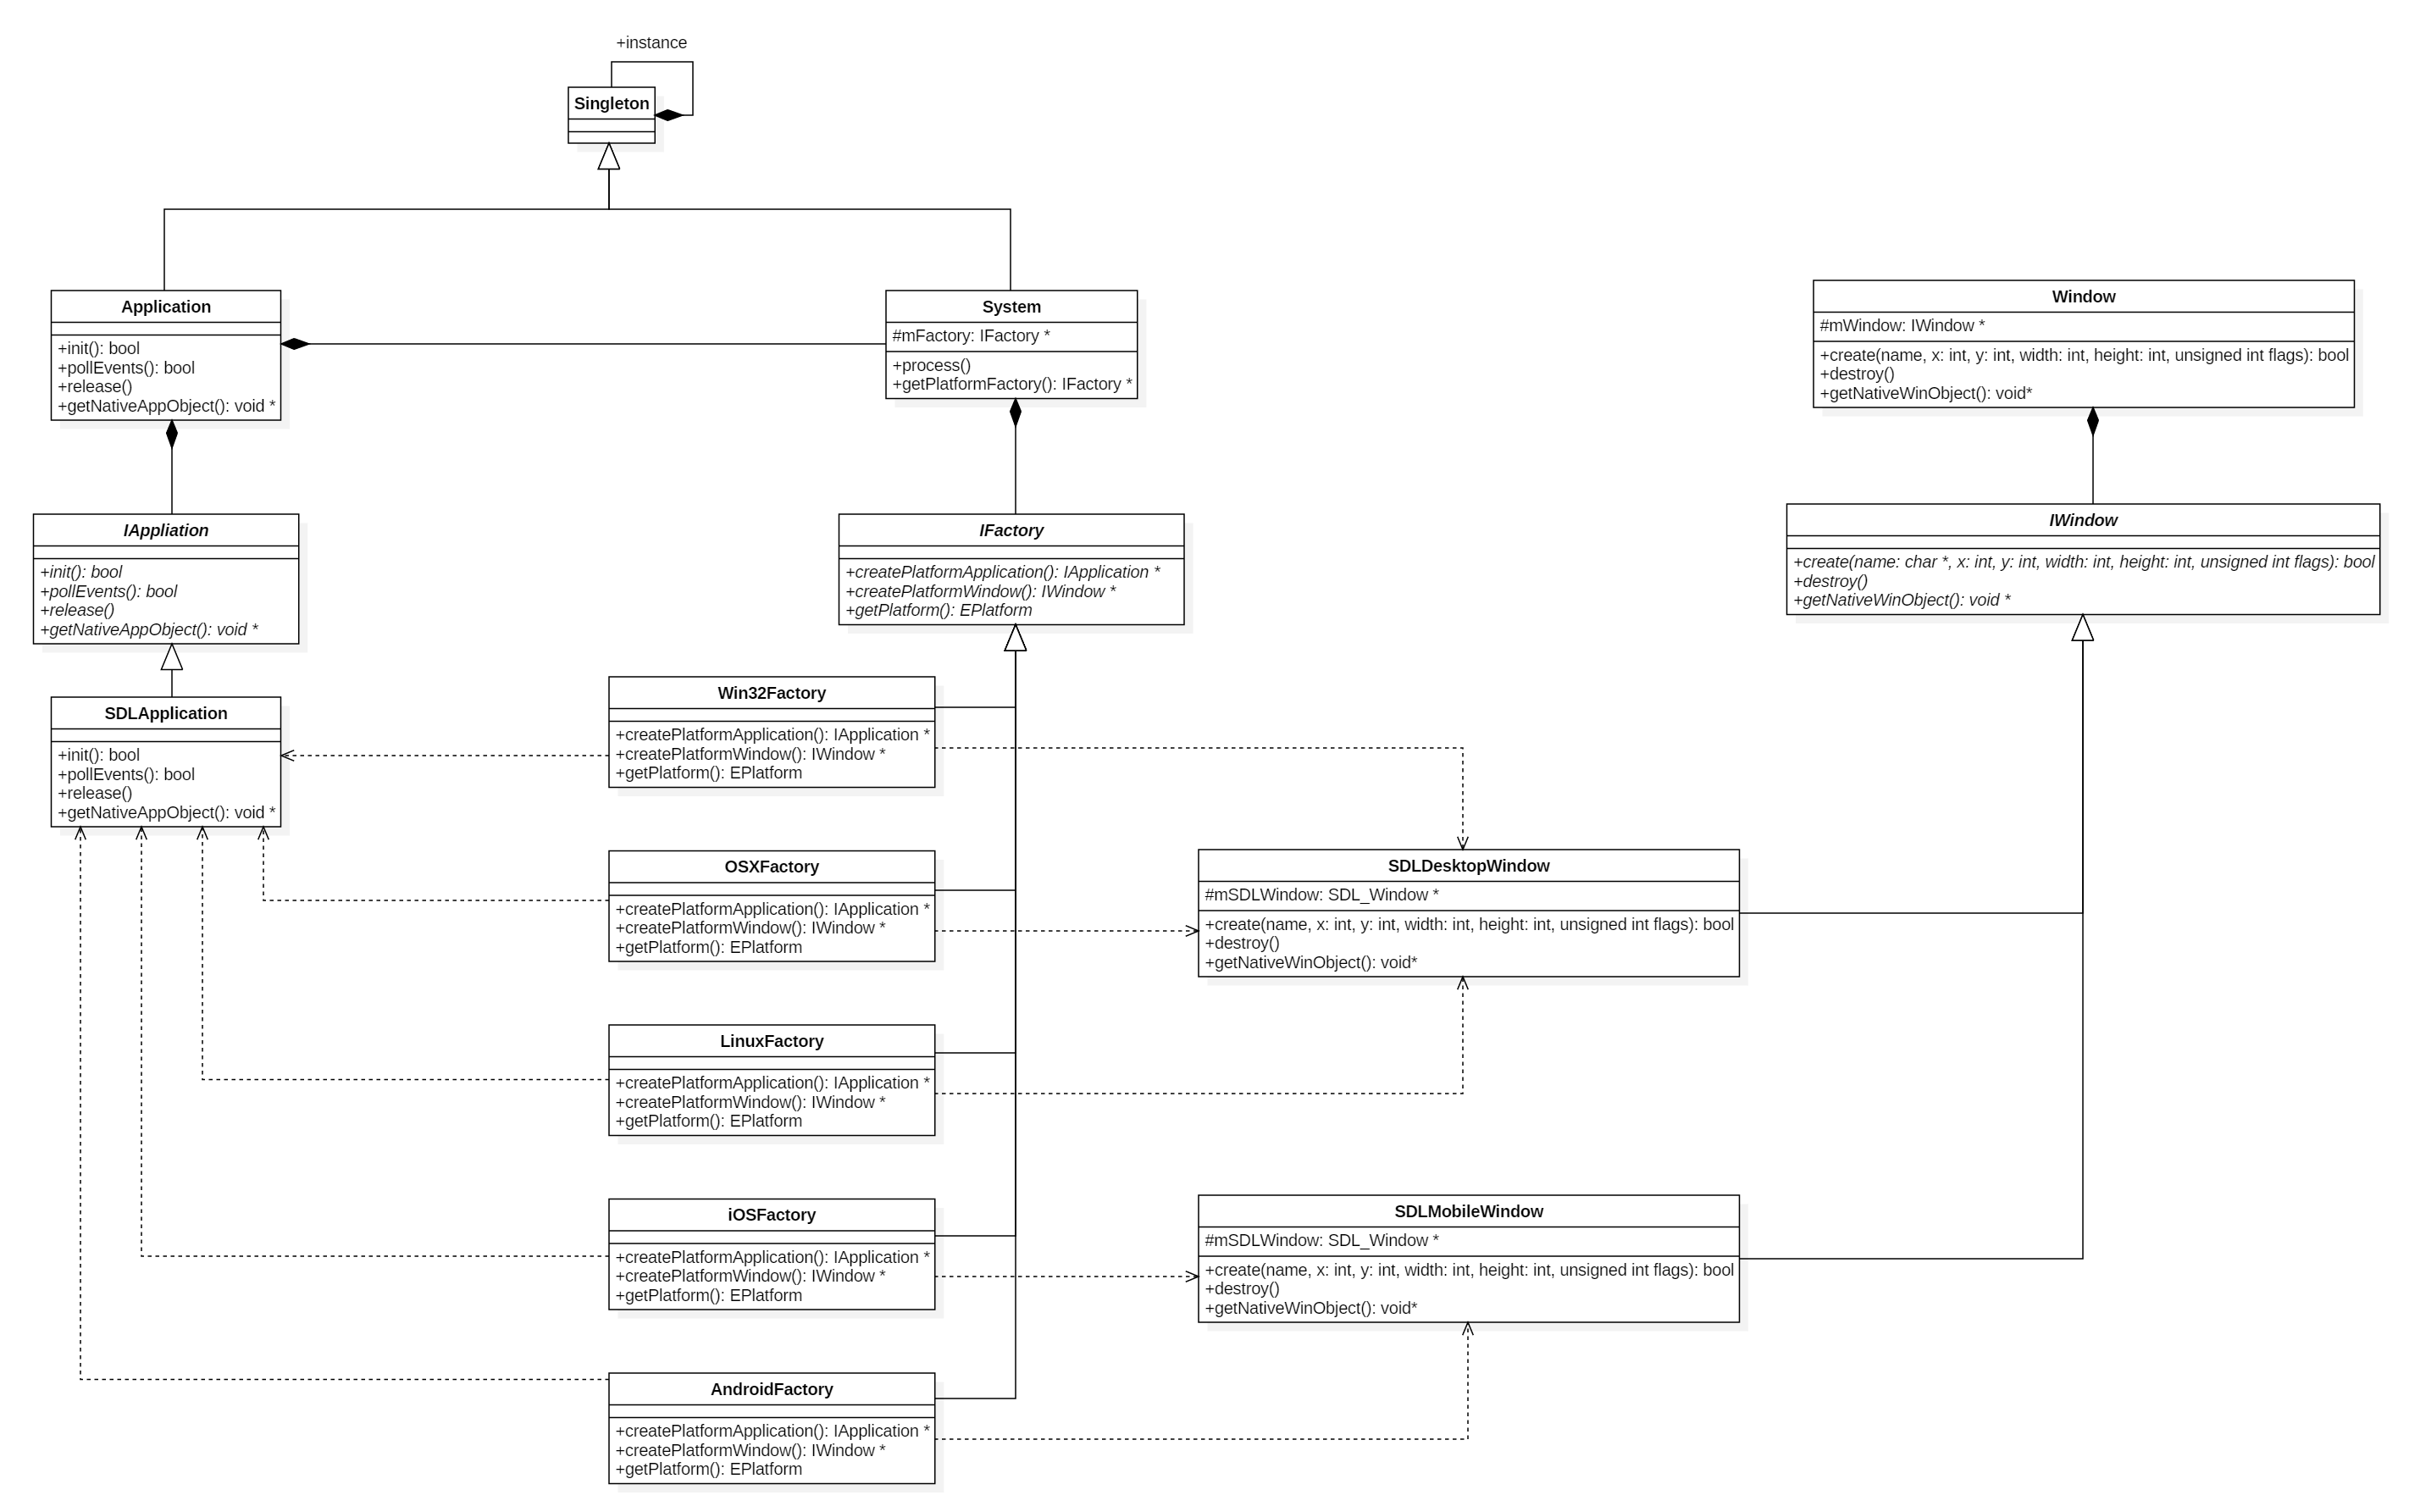 +instance
Singleton
Application
+init(): bool
+pollEvents(): bool
+release()
+getNativeAppObject(): void *
System
#mFactory: IFactory *
+process()
+getPlatformFactory(): IFactory *
Window
#mWindow: IWindow *
+create(name, x: int, y: int, width: int, height: int, unsigned int flags): bool
+destroy()
+getNativeWinObject(): void*
IAppliation
+init(): bool
+pollEvents(): bool
+release()
+getNativeAppObject(): void *
IFactory
+createPlatformApplication(): IApplication *
+createPlatformWindow(): IWindow *
+getPlatform(): EPlatform
IWindow
+create(name: char *, x: int, y: int, width: int, height: int, unsigned int flags): bool
+destroy()
+getNativeWinObject(): void *
SDLApplication
+init(): bool
+pollEvents(): bool
+release()
+getNativeAppObject(): void *
Win32Factory
+createPlatformApplication(): IApplication *
+createPlatformWindow(): IWindow *
+getPlatform(): EPlatform
OSXFactory
+createPlatformApplication(): IApplication *
+createPlatformWindow(): IWindow *
+getPlatform(): EPlatform
SDLDesktopWindow
#mSDLWindow: SDL_Window *
+create(name, x: int, y: int, width: int, height: int, unsigned int flags): bool
+destroy()
+getNativeWinObject(): void*
LinuxFactory
+createPlatformApplication(): IApplication *
+createPlatformWindow(): IWindow *
+getPlatform(): EPlatform
iOSFactory
+createPlatformApplication(): IApplication *
+createPlatformWindow(): IWindow *
+getPlatform(): EPlatform
SDLMobileWindow
#mSDLWindow: SDL_Window *
+create(name, x: int, y: int, width: int, height: int, unsigned int flags): bool
+destroy()
+getNativeWinObject(): void*
AndroidFactory
+createPlatformApplication(): IApplication *
+createPlatformWindow(): IWindow *
+getPlatform(): EPlatform